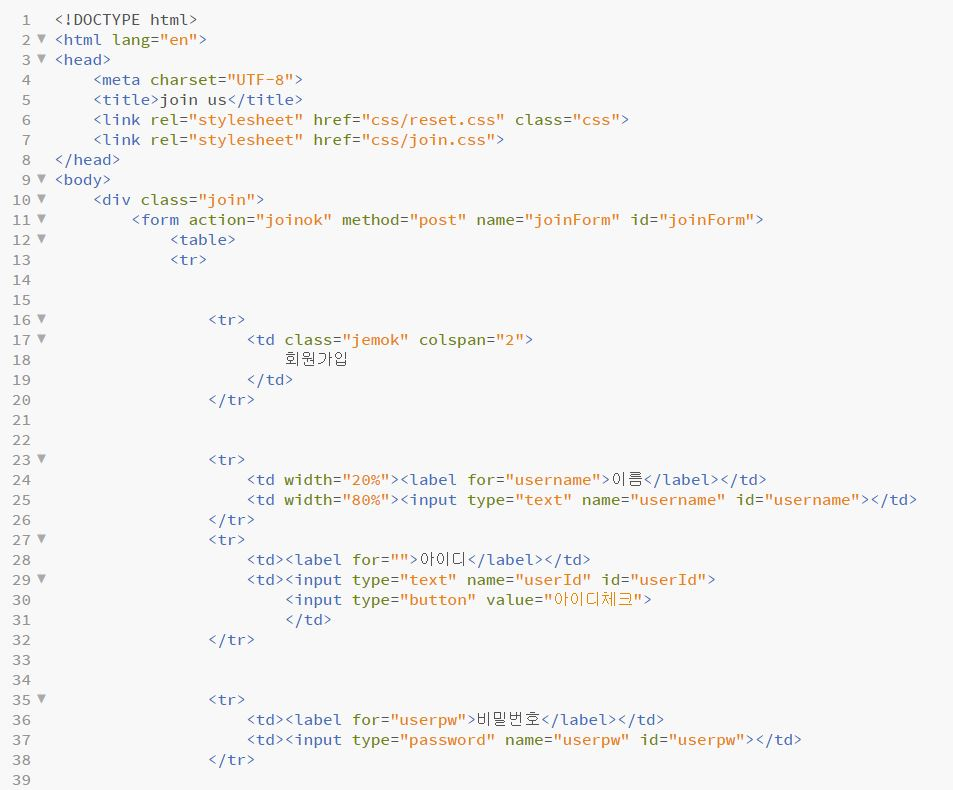 1 <!DOCTYPE html>
2 <html lang="en">
3 <head>
4 <meta charset="UTF-8">
5 <title>join us</title>
6 <link rel="stylesheet" href="css/reset.css" class="css">
7 <link rel="stylesheet" href="css/join.css">
8 </head>
9 <body>
10 <div class="join">
11 <form action="joinok" method="post" name="joinForm" id="joinForm">
12 <table>
13 <tr>
14
15
16 <tr>
17 <td class="jemok" colspan="2">
18 회원가입
19 </td>
20 </tr>
21
22
23 <tr>
24 <td width="20%"><label for="username">이름</label></td>
25 <td width="80%"><input type="text" name="username" id="username"></td>
26 </tr>
27 <tr>
28 <td><label for="">아이디</label></td>
29 <td><input type="text" name="userId" id="userId">
30 <input type="button" value="아이디체크">
31 </td>
32 </tr>
33
34
35 <tr>
36 <td><label for="userpw">비밀번호</label></td>
37 <td><input type="password" name="userpw" id="userpw"></td>
38 </tr>
39